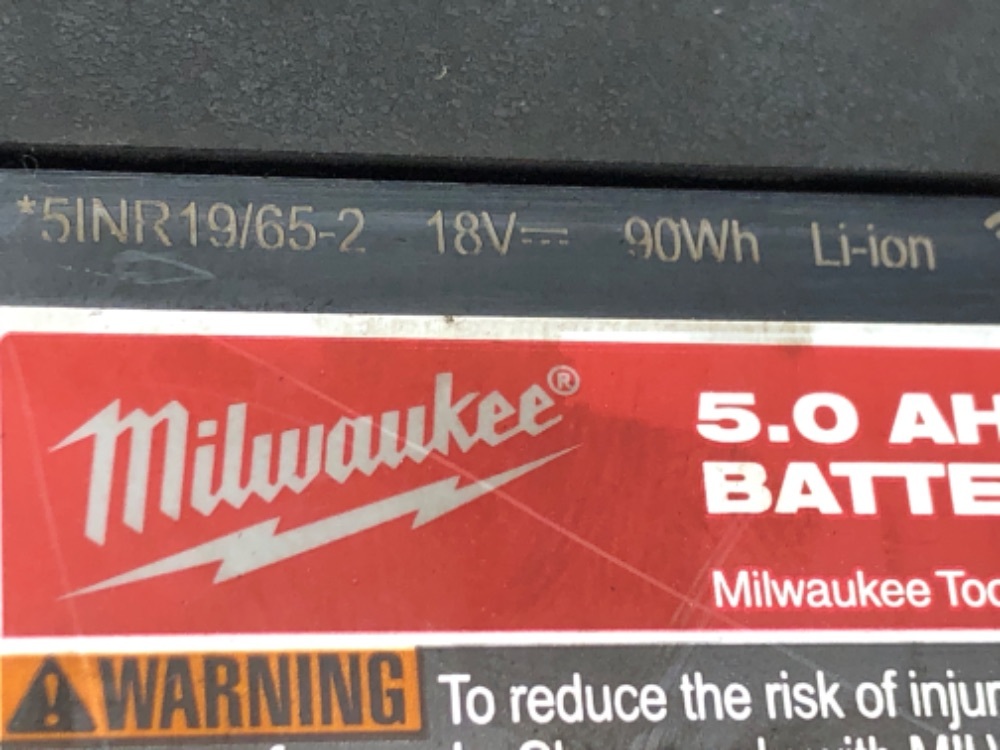 *5INR19/65-2 18V⎓ 90Wh Li-ion
Milwaukee®
5.0 AH
BATTE
Milwaukee Too
WARNING To reduce the risk of injur